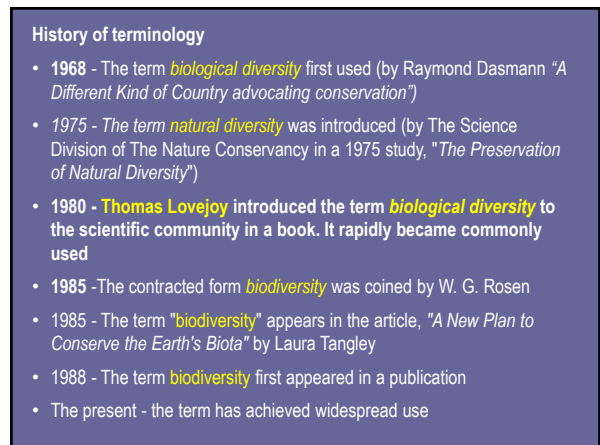 History of terminology
• 1968 - The term biological diversity first used (by Raymond Dasmann “A
Different Kind of Country advocating conservation”)
• 1975 - The term natural diversity was introduced (by The Science
Division of The Nature Conservancy in a 1975 study, "The Preservation
of Natural Diversity")
• 1980 - Thomas Lovejoy introduced the term biological diversity to
the scientific community in a book. It rapidly became commonly
used
• 1985 -The contracted form biodiversity was coined by W. G. Rosen
• 1985 - The term "biodiversity" appears in the article, "A New Plan to
Conserve the Earth's Biota" by Laura Tangley
• 1988 - The term biodiversity first appeared in a publication
• The present - the term has achieved widespread use